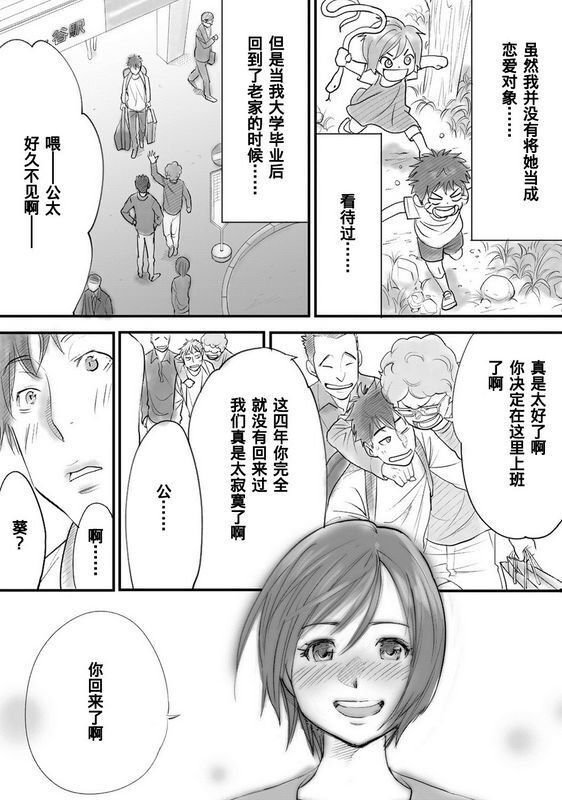 虽然我并没有将她当成
恋爱对象……
看待过……
但是当我大学毕业后
回到了老家的时候……
谷駅
喂——公太
好久不见啊——
真是太好了啊
你决定在这里上班
了啊
这四年你完全
就没有回来过
我们真是太寂寞了啊
公……
啊……
葵？
你回来了啊